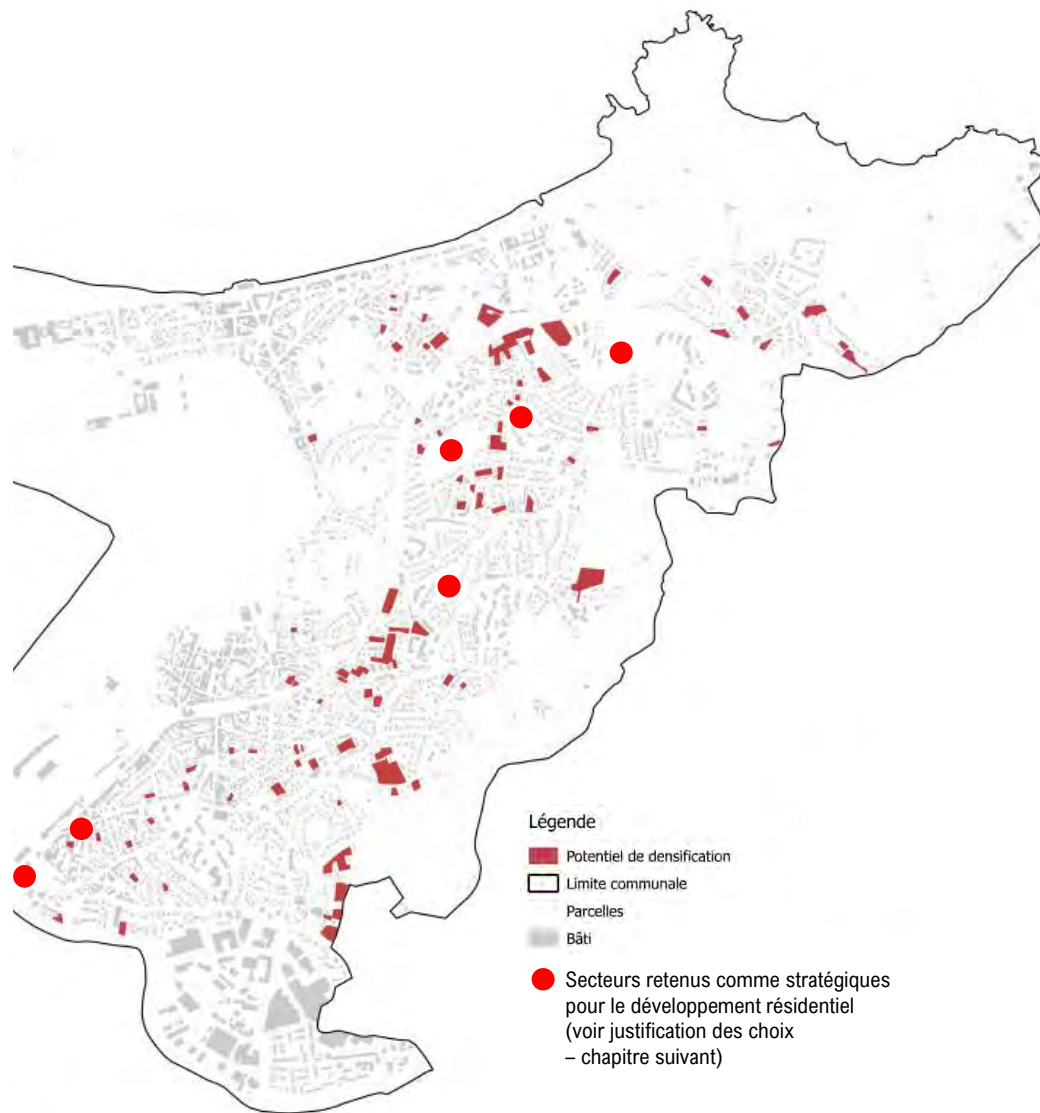 Légende
Potentiel de densification
Limite communale
Parcelles
Bâti
Secteurs retenus comme stratégiques
pour le développement résidentiel
(voir justification des choix
– chapitre suivant)